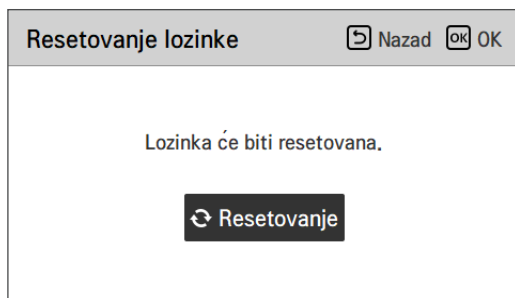 Resetovanje lozinke Nazad OK OK
Lozinka će biti resetovana.
Resetovanje